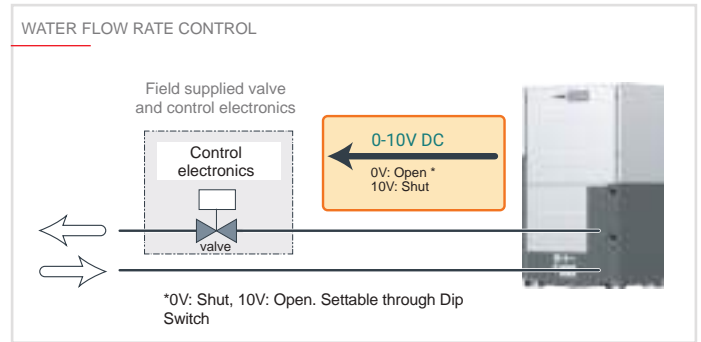 WATER FLOW RATE CONTROL
Field supplied valve
and control electronics
Control
electronics
valve
0-10V DC
0V: Open *
10V: Shut
*0V: Shut, 10V: Open. Settable through Dip
Switch